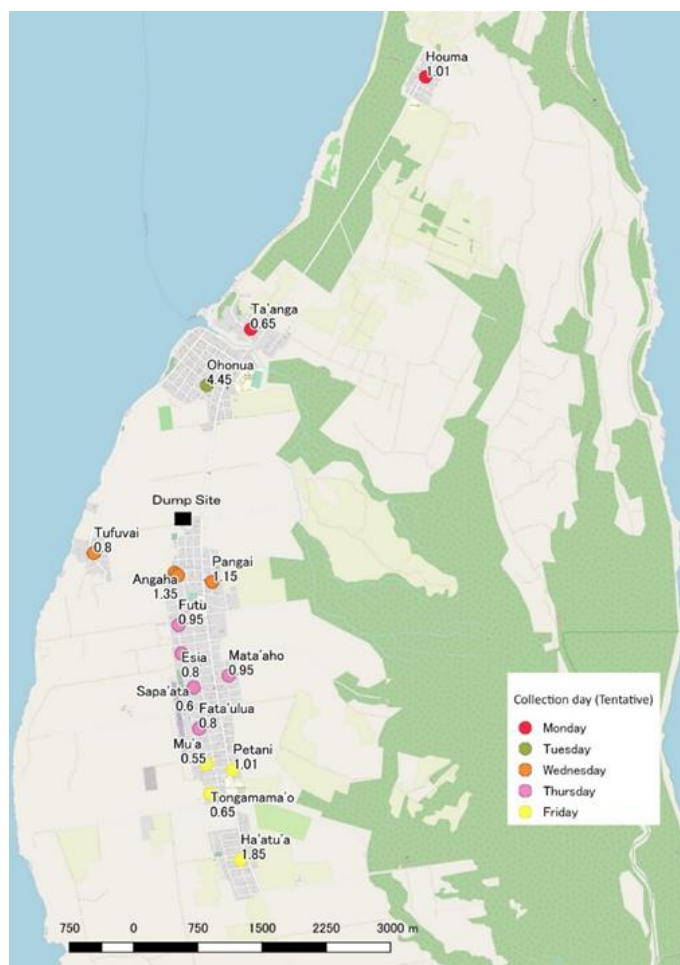 Houma
1.01
Ta'anga
0.65
Ohonua
4.45
Dump Site
Tufuvai
0.8
Pangai
1.15
Angaha
1.35
Futu
0.95
Esia
0.8
Mata'aho
0.95
Sapa'ata
0.6
Fata'ulua
0.8
Mu'a
0.55
Petani
1.01
Tongamama'o
0.65
Ha'atu'a
1.85
Collection day (Tentative)
Monday
Tuesday
Wednesday
Thursday
Friday
750 0 750 1500 2250 3000 m